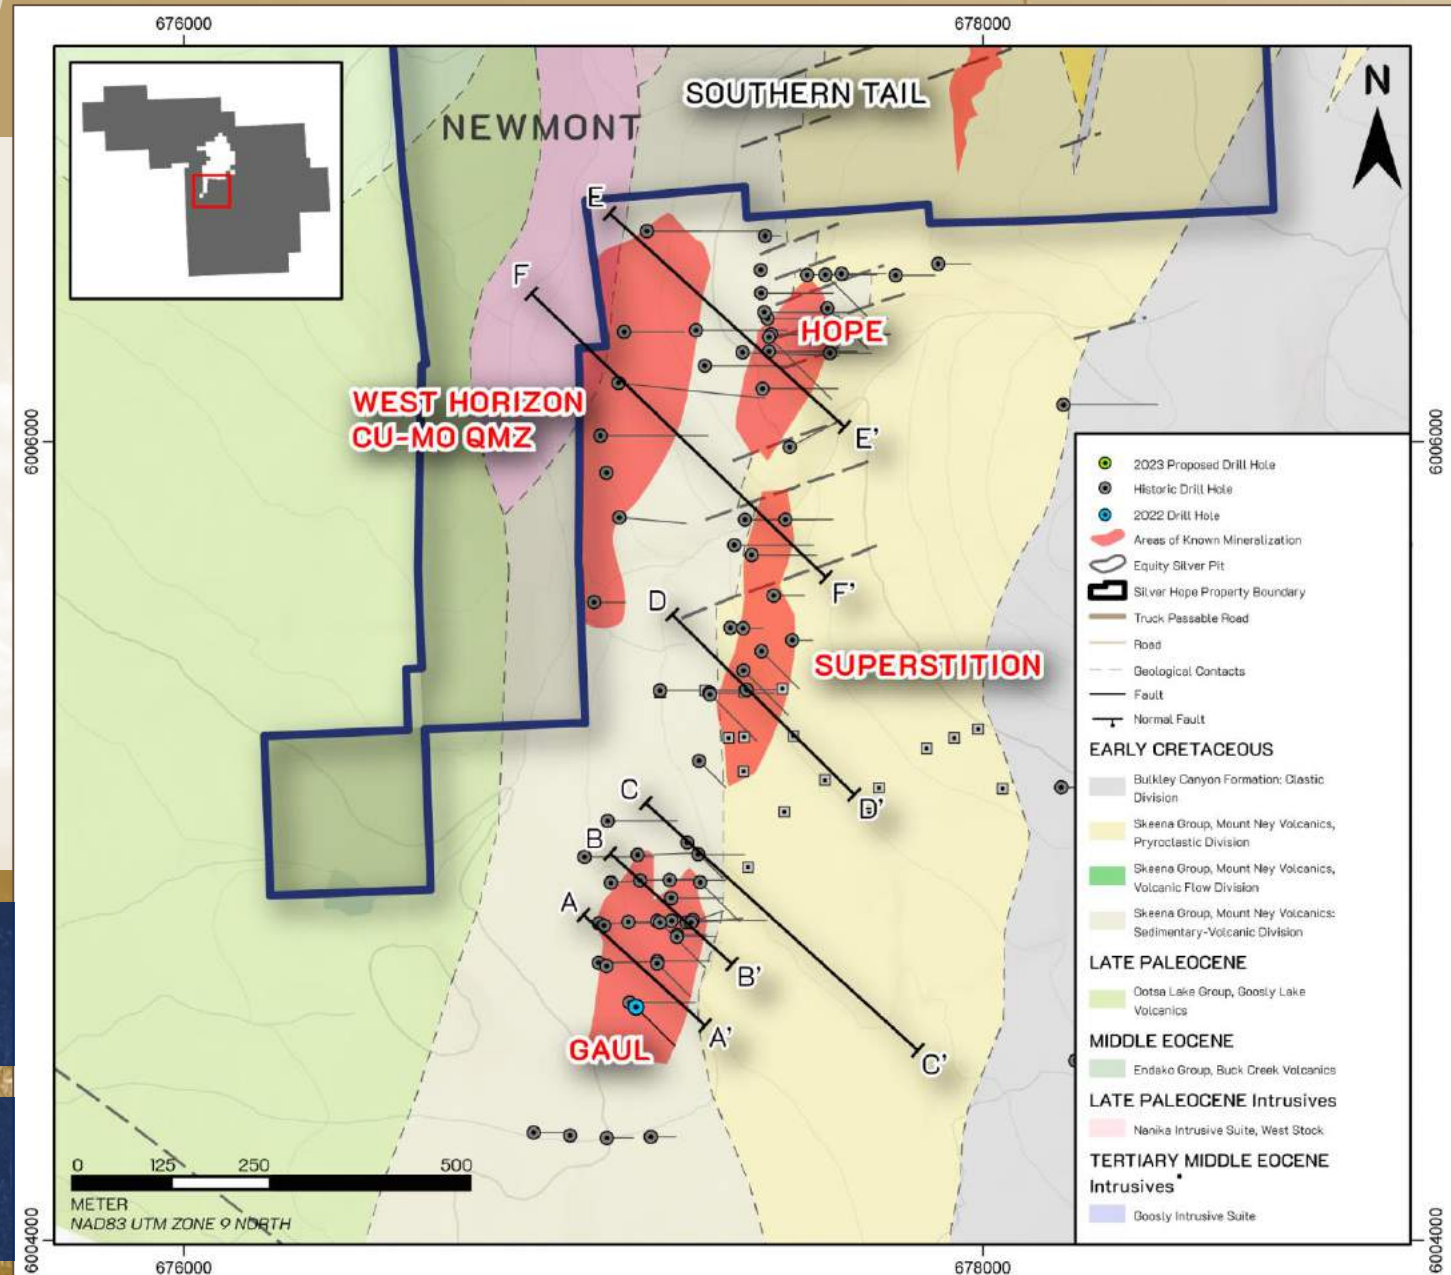 676000
678000
N
SOUTHERN TAIL
NEWMONT
E
F
HOPE
WEST HORIZON
CU-MO QMZ
6006000
6006000
E'
F'
D
SUPERSTITION
C
D'
B
A
B'
A'
C'
GAUL
2023 Proposed Drill Hole
Historic Drill Hole
2022 Drill Hole
Areas of Known Mineralization
Equity Silver Pit
Silver Hope Property Boundary
Truck Passable Road
Road
Geological Contacts
Fault
Normal Fault
EARLY CRETACEOUS
Bulkley Canyon Formation: Clastic
Division
Skeena Group, Mount Ney Volcanics,
Pryroclastic Division
Skeena Group, Mount Ney Volcanics,
Volcanic Flow Division
Skeena Group, Mount Ney Volcanics:
Sedimentary-Volcanic Division
LATE PALEOCENE
Ootsa Lake Group, Goosly Lake
Volcanics
MIDDLE EOCENE
Endako Group, Buck Creek Volcanics
LATE PALEOCENE Intrusives
Nanika Intrusive Suite, West Stock
TERTIARY MIDDLE EOCENE
Intrusives
Goosly Intrusive Suite
0 125 250 500
METER
NAD83 UTM ZONE 9 NORTH
6004000
6004000
676000
678000